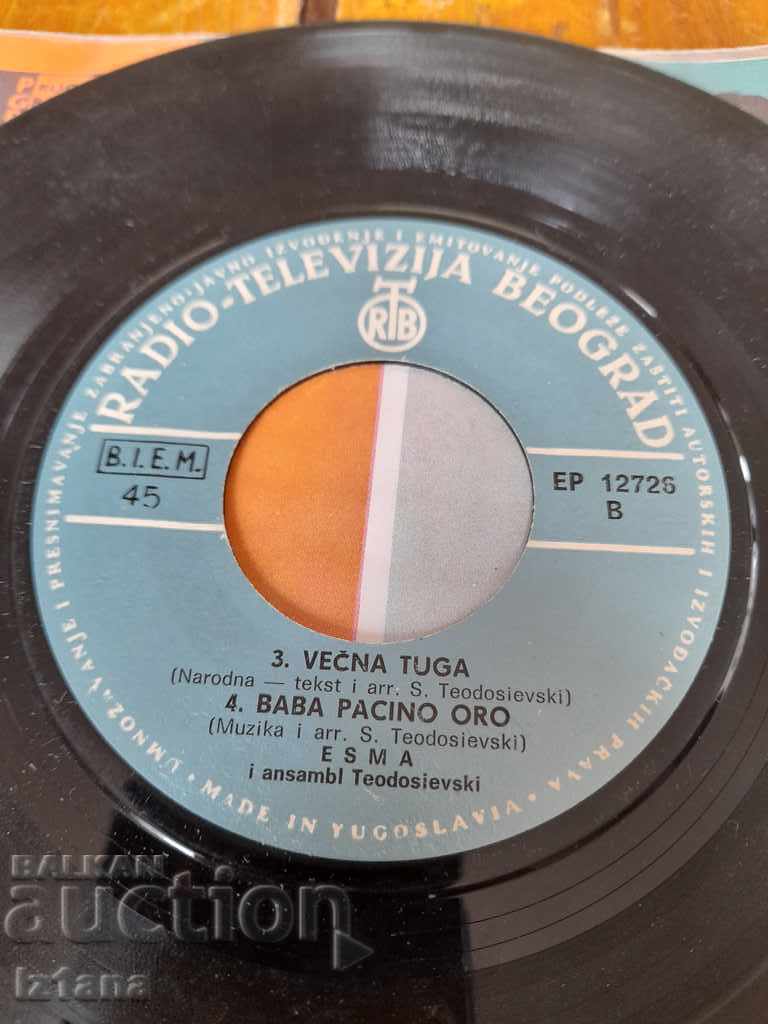 UMNOŽAVANJE I PRESNIMAVANJE ZABRANJENO! JAVNO IZVOĐENJE I EMITOVANJE PODLEŽE ZAŠTITI AUTORSKIH I IZVOĐAČKIH PRAVA
RADIO-TELEVIZIJA BEOGRAD
RTB
B.I.E.M.
45
EP 12726
B
3. VEČNA TUGA
(Narodna — tekst i arr. S. Teodosievski)
4. BABA PACINO ORO
(Muzika i arr. S. Teodosievski)
ESMA
i ansambl Teodosievski
MADE IN YUGOSLAVIA
BALKAN
auction
iz1ana